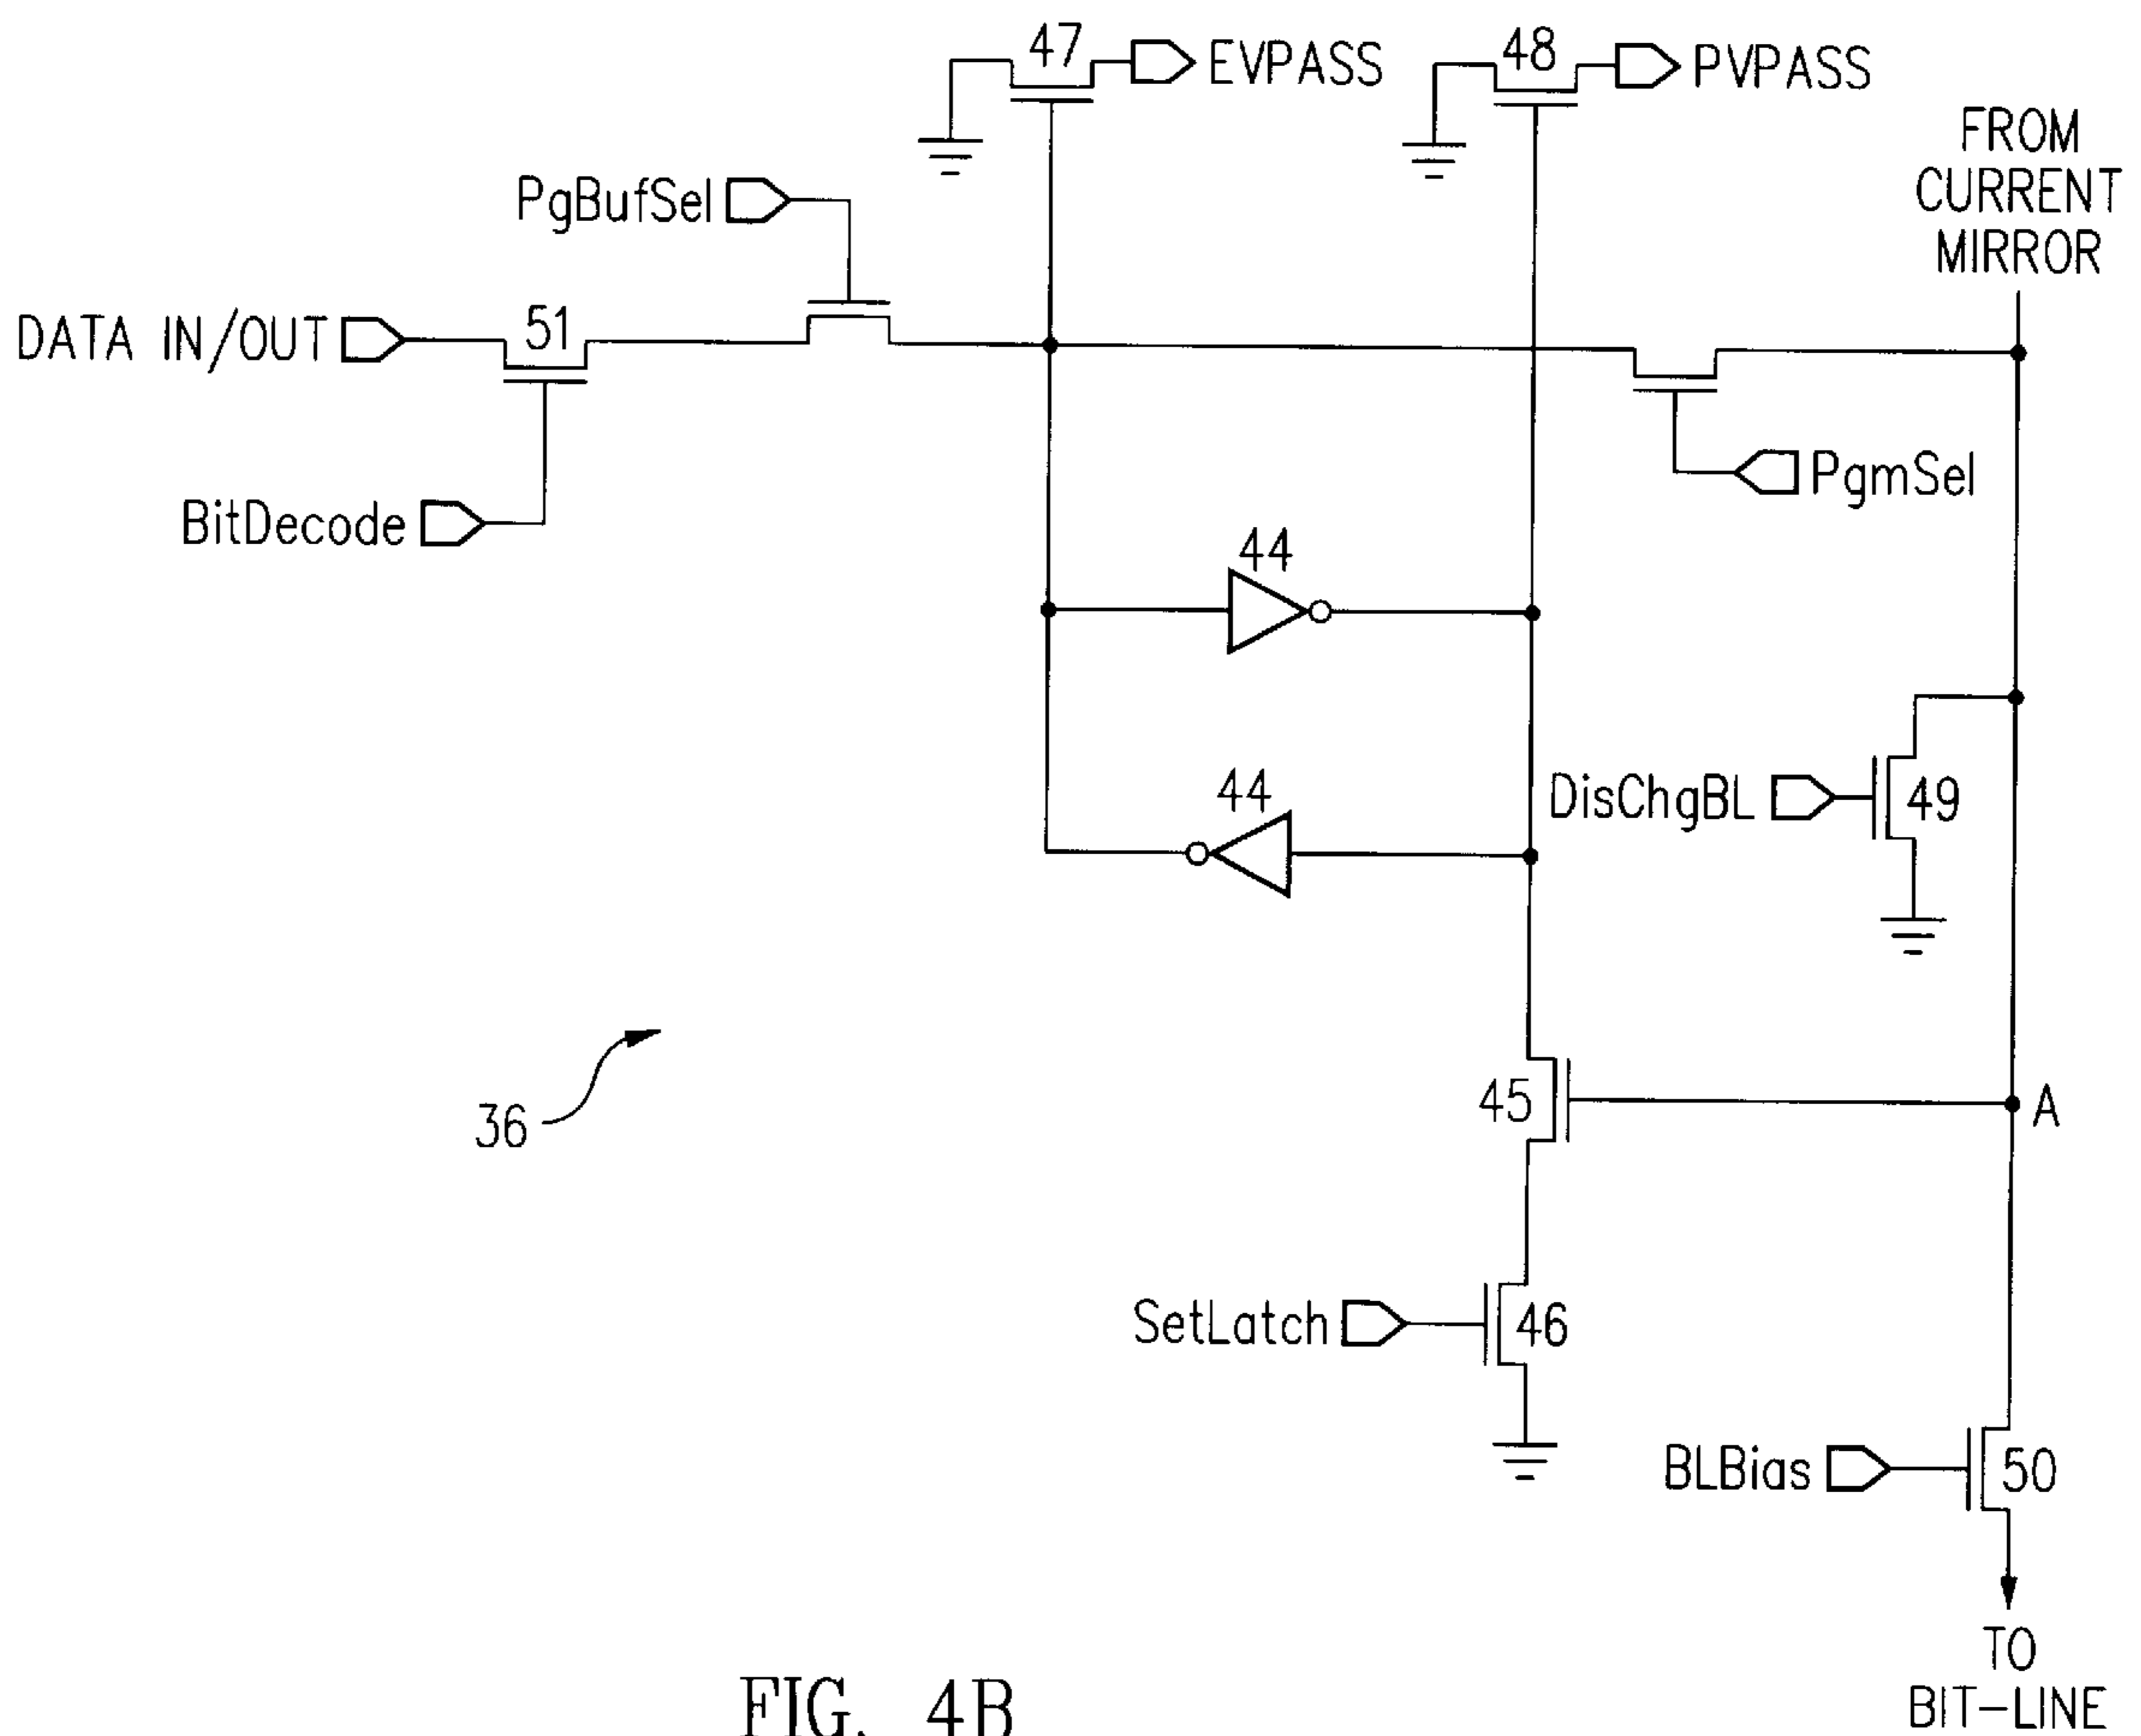 47
EVPASS
48
PVPASS
FROM
CURRENT
MIRROR
PgBufSel
DATA IN/OUT
51
BitDecode
PgmSel
44
44
DisChgBL
49
36
45
A
SetLatch
46
BLBias
50
TO
BIT-LINE
FIG. 4B